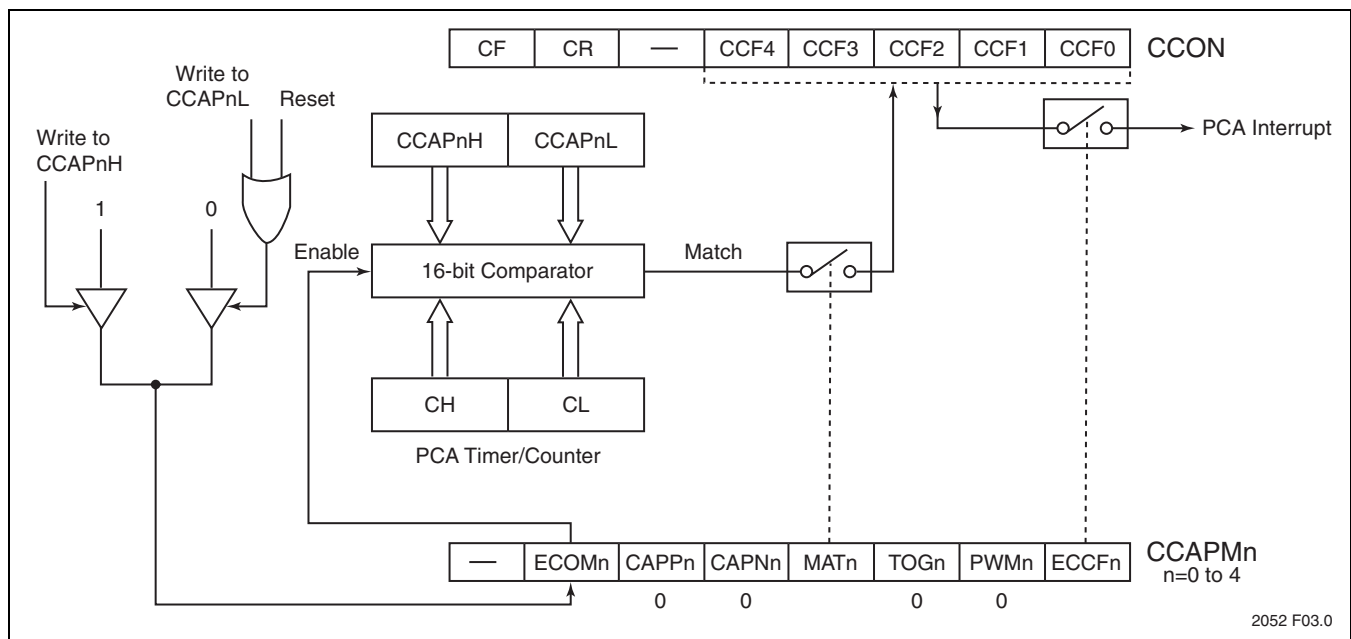 CF CR — CCF4 CCF3 CCF2 CCF1 CCF0 CCON
Write to
CCAPnL
Reset
Write to
CCAPnH
CCAPnH CCAPnL
PCA Interrupt
1 0
Enable
16-bit Comparator
Match
CH CL
PCA Timer/Counter
— ECOMn CAPPn CAPNn MATn TOGn PWMn ECCFn CCAPMn
n=0 to 4
0 0 0 0
2052 F03.0